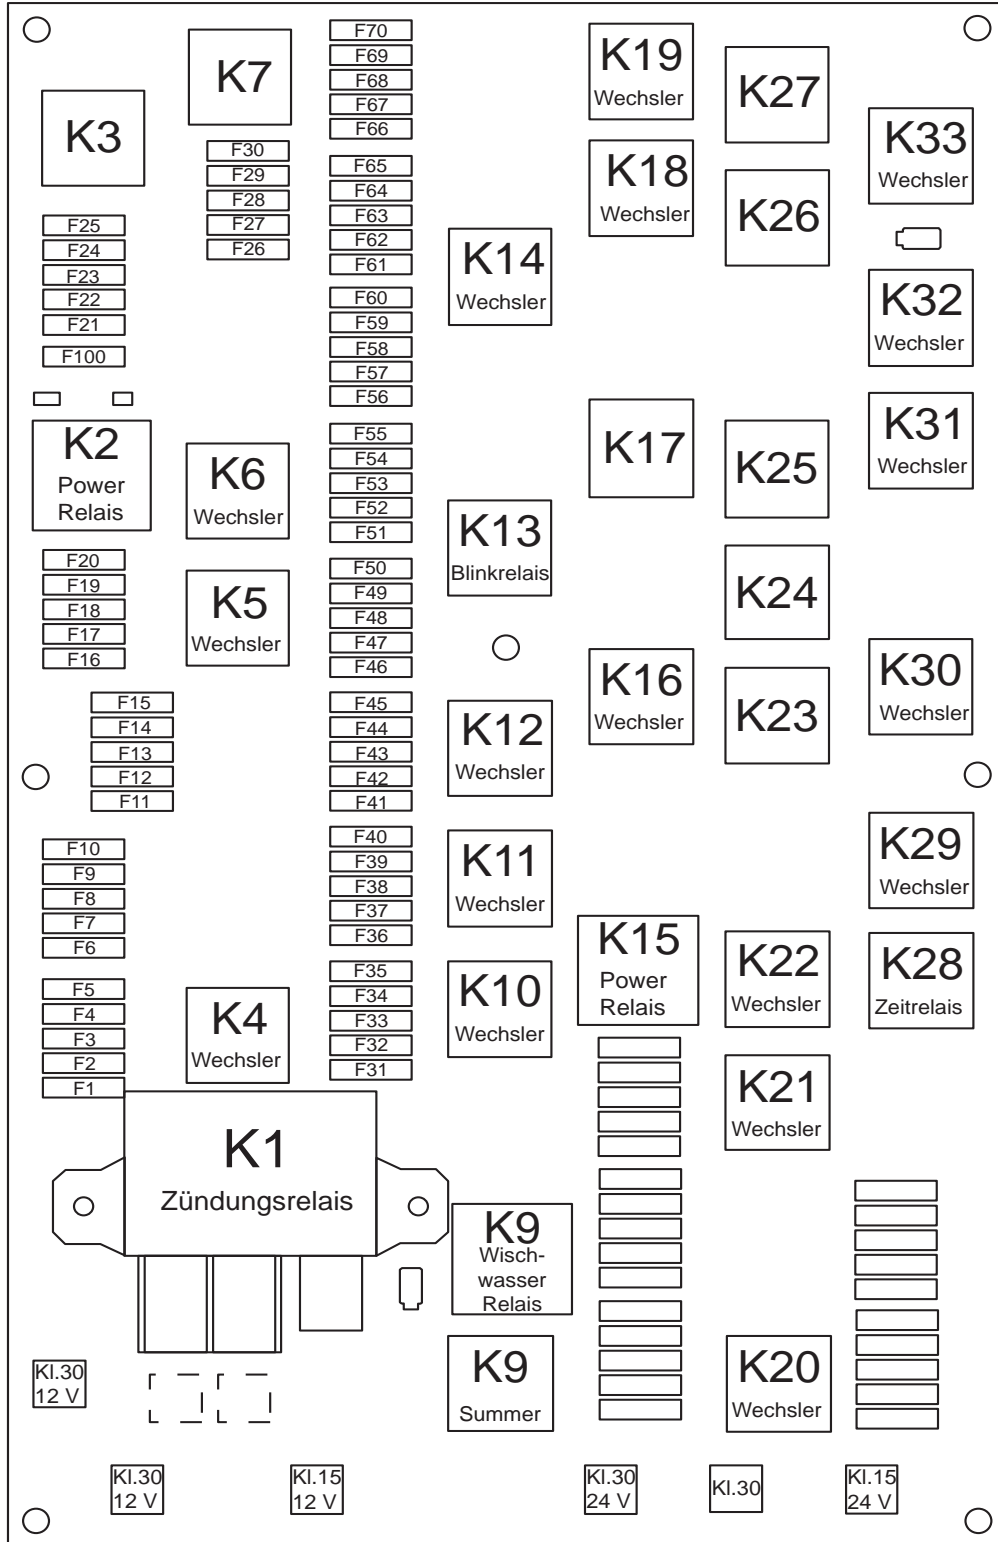 K3
F25
F24
F23
F22
F21
F100
K2
Power
Relais
F20
F19
F18
F17
F16
F15
F14
F13
F12
F11
F10
F9
F8
F7
F6
F5
F4
F3
F2
F1
K7
F30
F29
F28
F27
F26
K6
Wechsler
K5
Wechsler
K4
Wechsler
K1
Zündungsrelais
F70
F69
F68
F67
F66
F65
F64
F63
F62
F61
F60
F59
F58
F57
F56
F55
F54
F53
F52
F51
F50
F49
F48
F47
F46
F45
F44
F43
F42
F41
F40
F39
F38
F37
F36
F35
F34
F33
F32
F31
K14
Wechsler
K13
Blinkrelais
K12
Wechsler
K11
Wechsler
K10
Wechsler
K9
Wisch-
wasser
Relais
K9
Summer
K19
Wechsler
K18
Wechsler
K17
K16
Wechsler
K15
Power
Relais
K27
K26
K25
K24
K23
K22
Wechsler
K21
Wechsler
K20
Wechsler
K33
Wechsler
K32
Wechsler
K31
Wechsler
K30
Wechsler
K29
Wechsler
K28
Zeitrelais
Kl.30
12 V
Kl.30
12 V
Kl.15
12 V
Kl.30
24 V
Kl.30
Kl.15
24 V